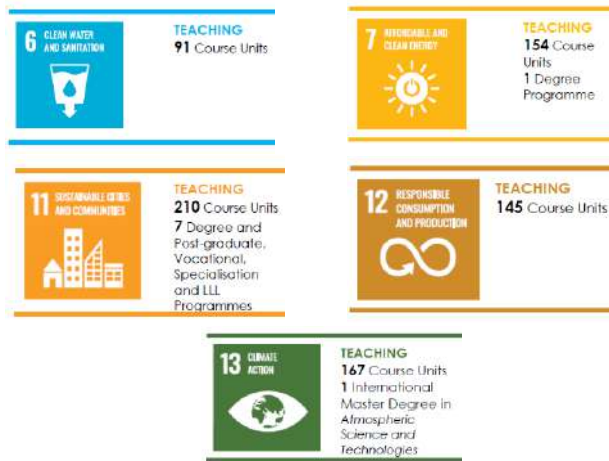 6 CLEAN WATER
AND SANITATION
TEACHING
91 Course Units
7 AFFORDABLE AND
CLEAN ENERGY
TEACHING
154 Course
Units
1 Degree
Programme
11 SUSTAINABLE CITIES
AND COMMUNITIES
TEACHING
210 Course Units
7 Degree and
Post-graduate,
Vocational,
Specialisation
and LLL
Programmes
12 RESPONSIBLE
CONSUMPTION
AND PRODUCTION
TEACHING
145 Course Units
13 CLIMATE
ACTION
TEACHING
167 Course Units
1 International
Master Degree in
Atmospheric
Science and
Technologies